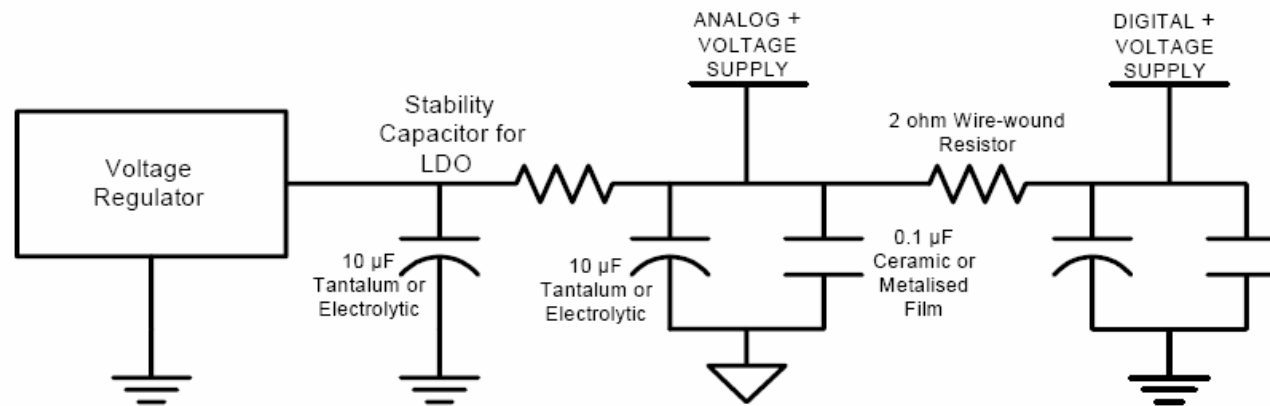 ANALOG +
VOLTAGE
SUPPLY
DIGITAL +
VOLTAGE
SUPPLY
Stability
Capacitor for
LDO
2 ohm Wire-wound
Resistor
Voltage
Regulator
10 µF
Tantalum or
Electrolytic
10 µF
Tantalum or
Electrolytic
0.1 µF
Ceramic or
Metalised
Film